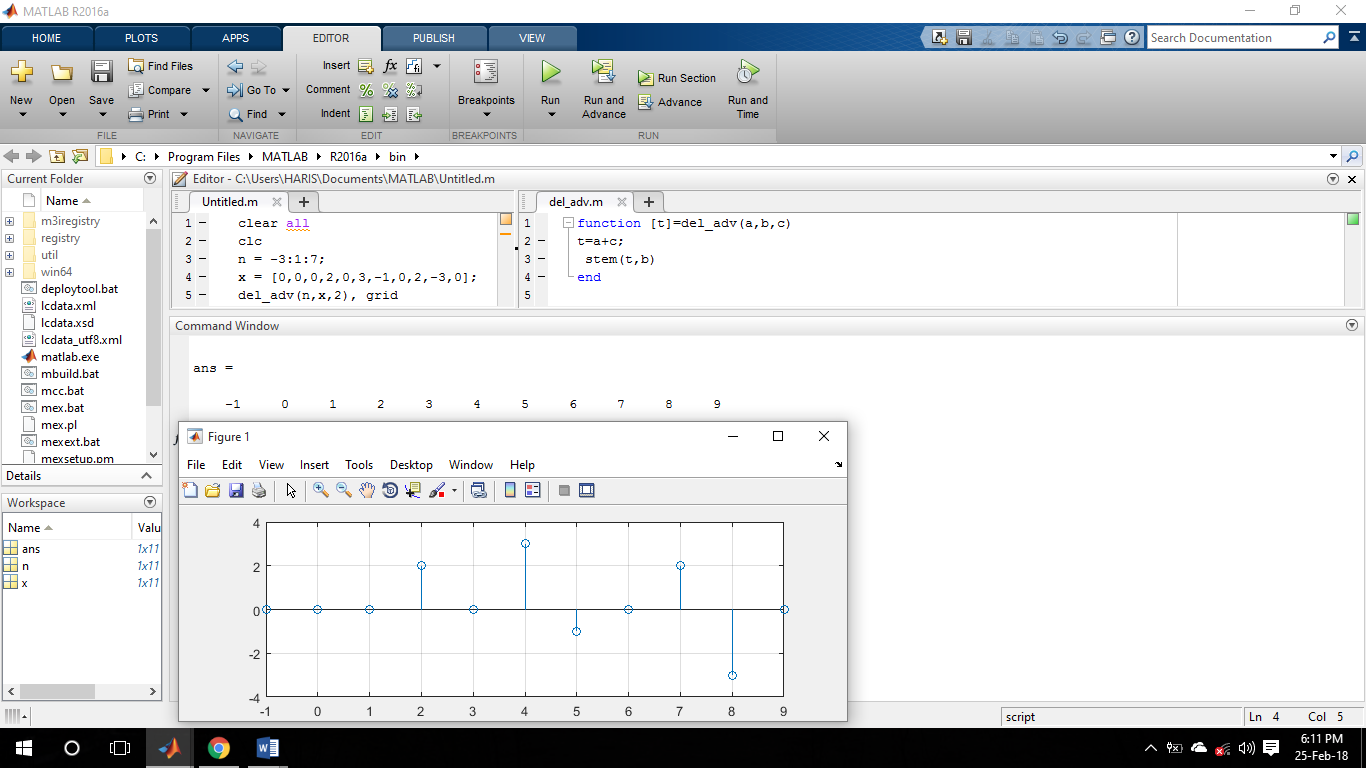 MATLAB R2016a
HOME PLOTS APPS EDITOR PUBLISH VIEW
Search Documentation
New Open Save Find Files Compare Print
Go To Find
Insert fx
Comment
Indent
Breakpoints
Run Run and Advance Run Section Advance Run and Time
FILE NAVIGATE EDIT BREAKPOINTS RUN
C: Program Files MATLAB R2016a bin
Current Folder
Name
m3iregistry
registry
util
win64
deploytool.bat
lcdata.xml
lcdata.xsd
lcdata_utf8.xml
matlab.exe
mbuild.bat
mcc.bat
mex.bat
mex.pl
mexext.bat
mexsetup.pm
Details
Workspace
Name Valu
ans 1x11
n 1x11
x 1x11
Editor - C:\Users\HARIS\Documents\MATLAB\Untitled.m
Untitled.m
1 clear all
2 clc
3 n = -3:1:7;
4 x = [0,0,0,2,0,3,-1,0,2,-3,0];
5 del_adv(n,x,2), grid
del_adv.m
1 function [t]=del_adv(a,b,c)
2 t=a+c;
3 stem(t,b)
4 end
5
Command Window
ans =
-1 0 1 2 3 4 5 6 7 8 9
Figure 1
File Edit View Insert Tools Desktop Window Help
4
2
0
-2
-4
-1 0 1 2 3 4 5 6 7 8 9
script Ln 4 Col 5
6:11 PM
25-Feb-18